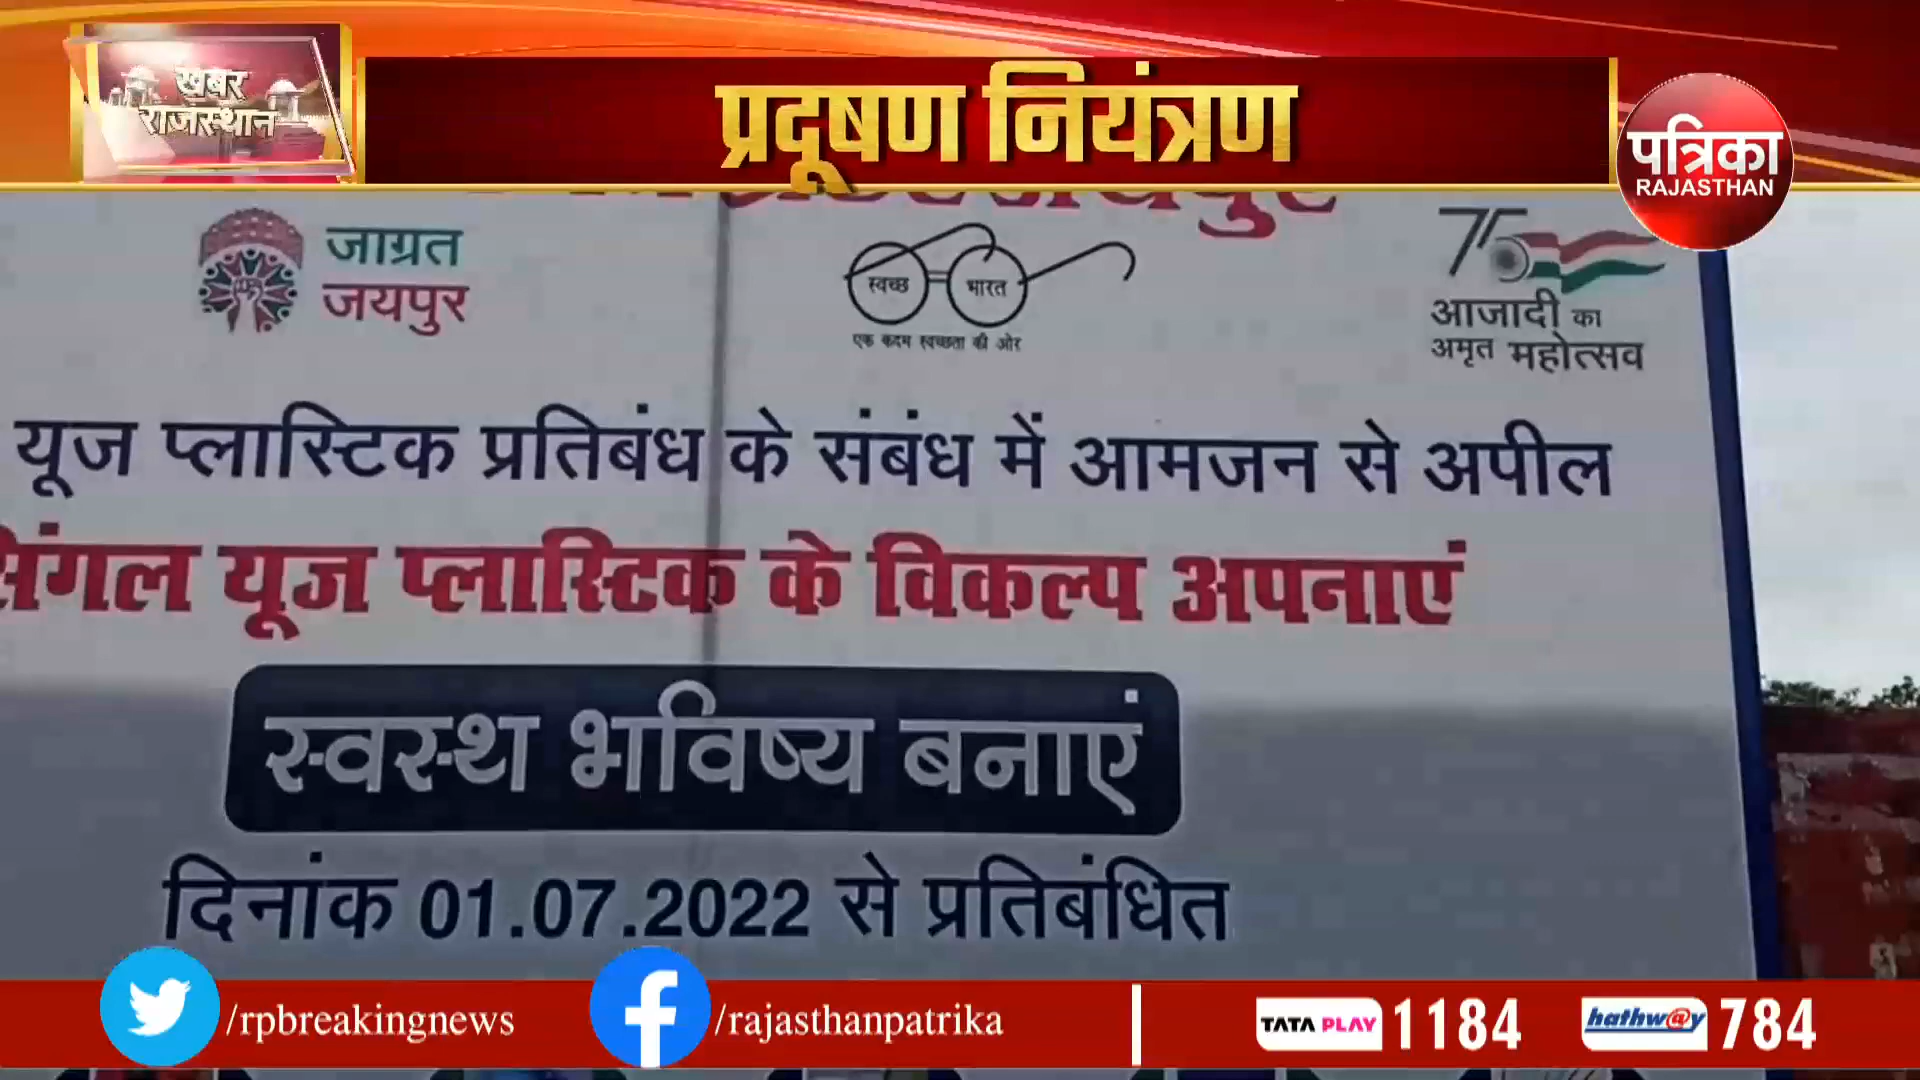 खबर
राजस्थान
प्रदूषण नियंत्रण
पत्रिका
RAJASTHAN
जाग्रत
जयपुर
स्वच्छ भारत
एक कदम स्वच्छता की ओर
75
आजादी का
अमृत महोत्सव
यूज प्लास्टिक प्रतिबंध के संबंध में आमजन से अपील
सिंगल यूज प्लास्टिक के विकल्प अपनाएं
स्वस्थ भविष्य बनाएं
दिनांक 01.07.2022 से प्रतिबंधित
/rpbreakingnews
/rajasthanpatrika
TATA PLAY 1184
hathw@y 784